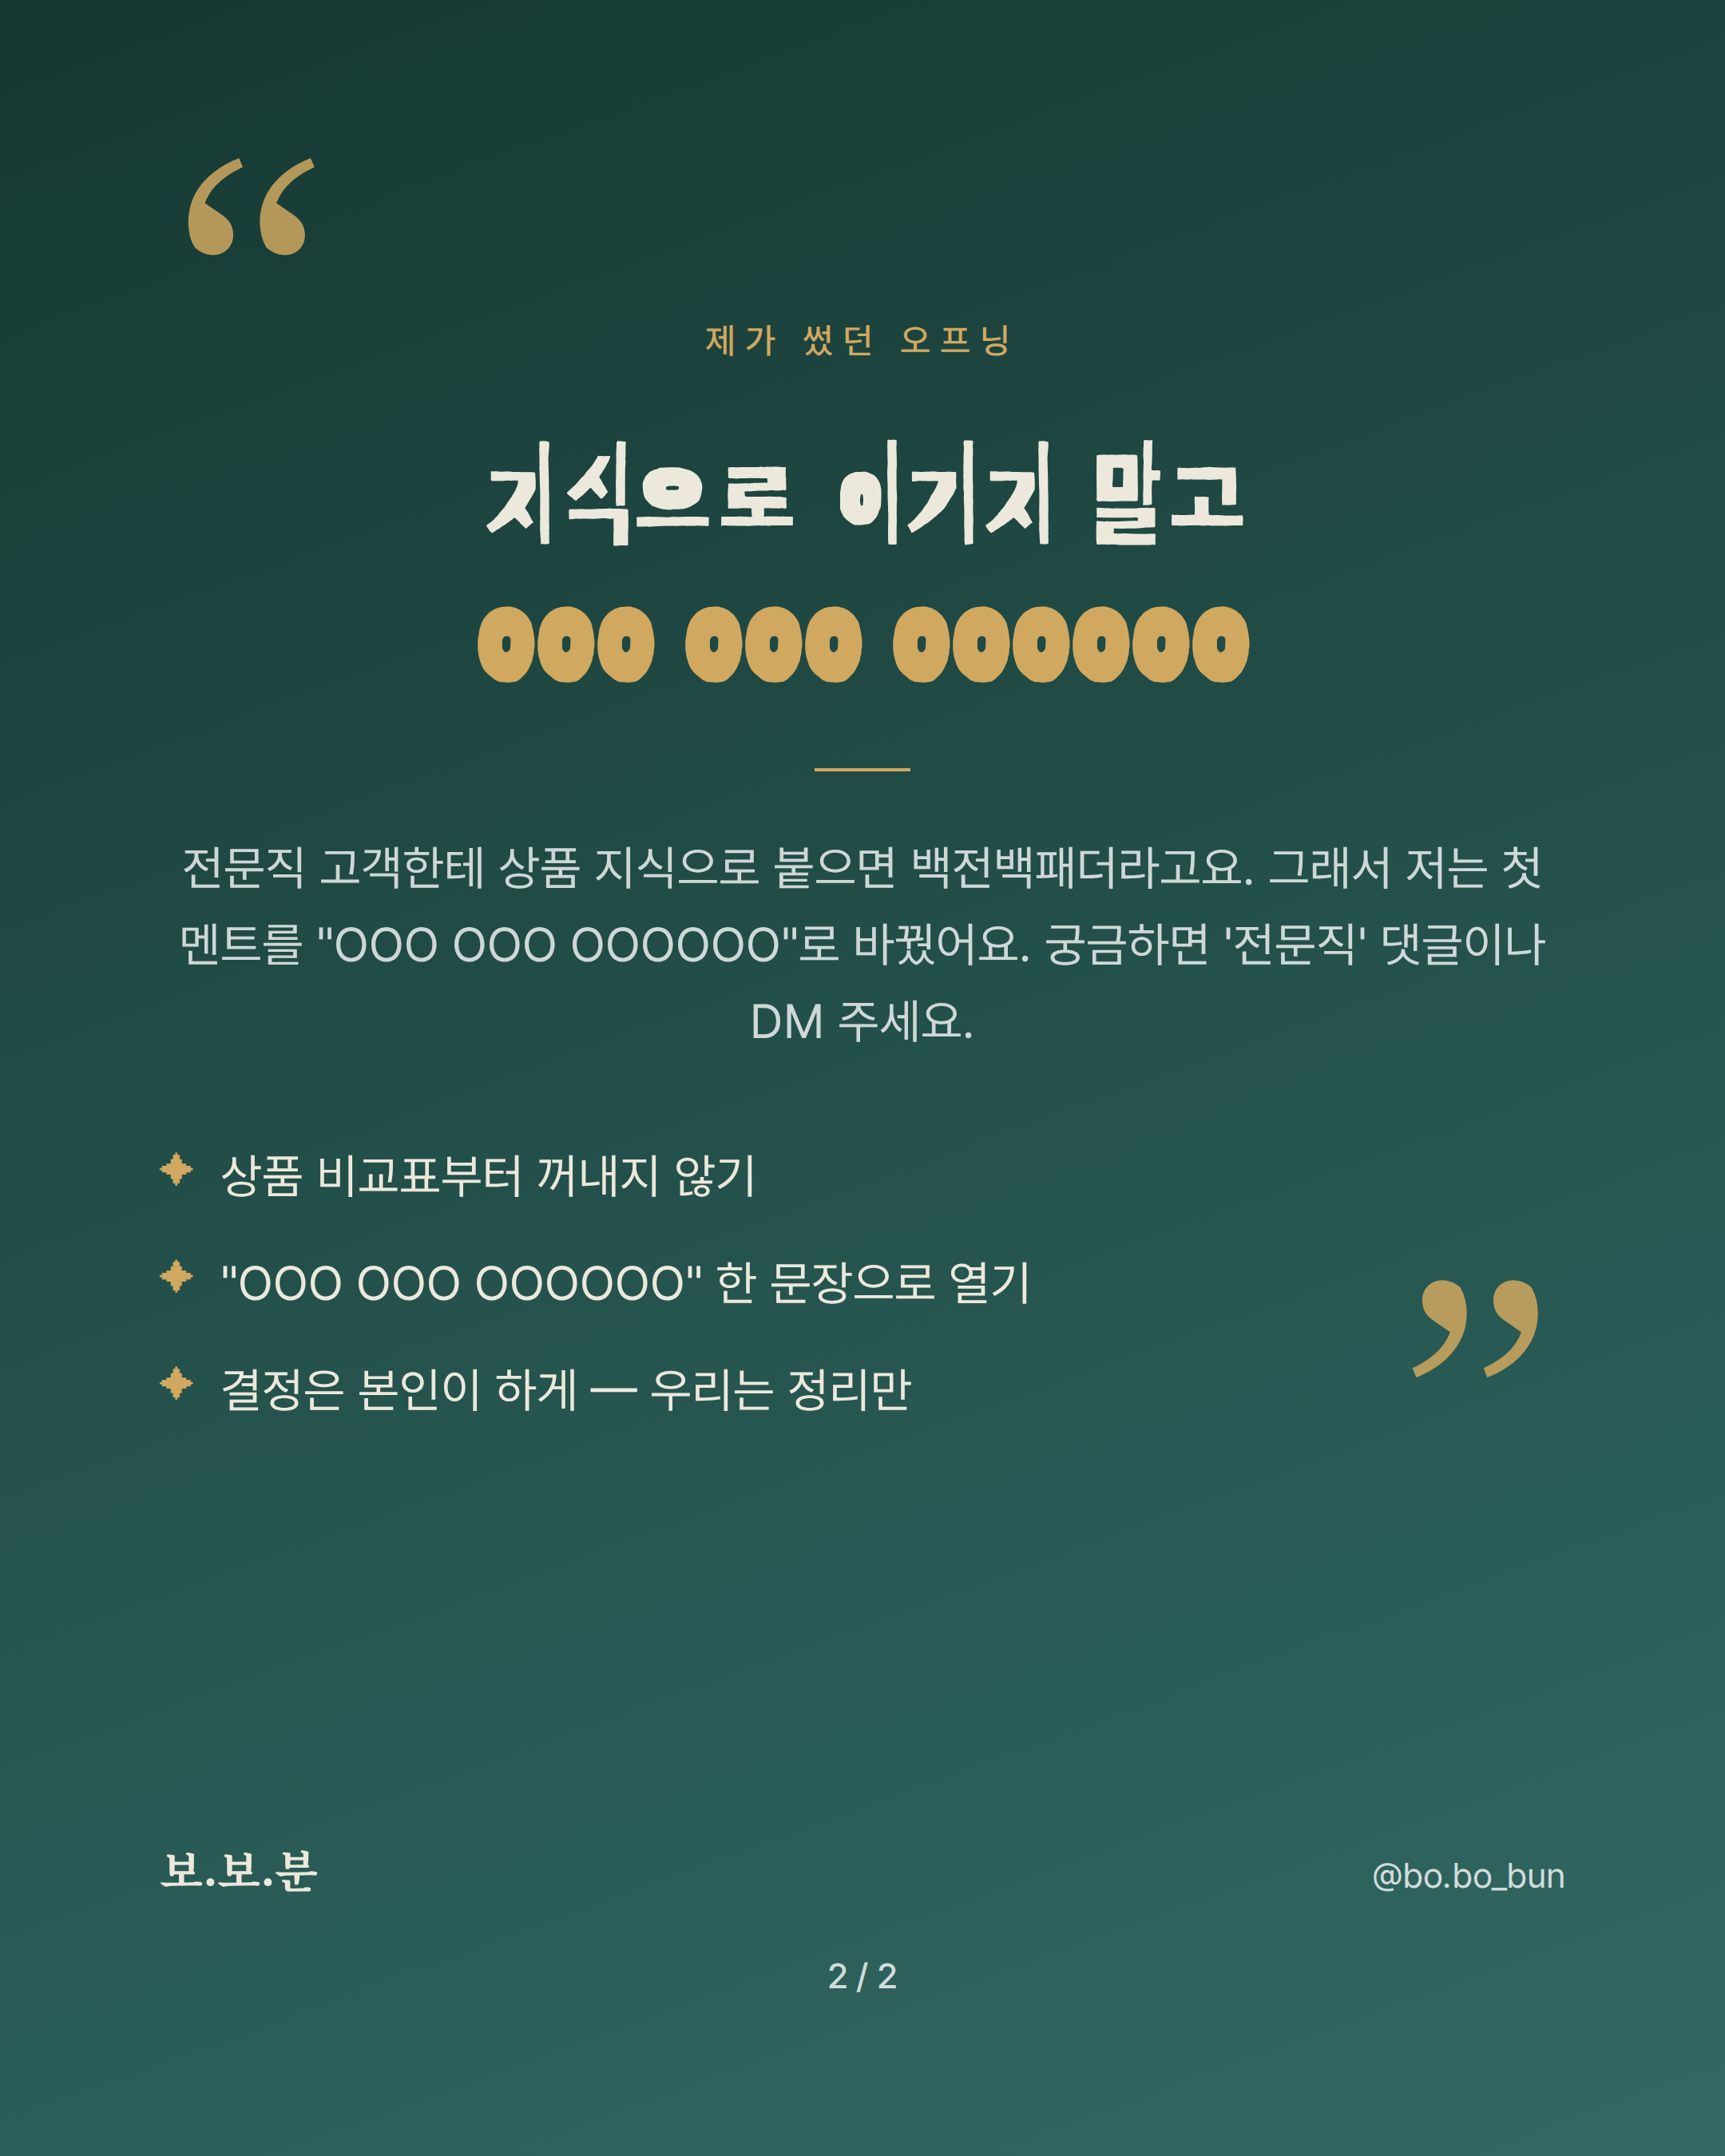 “
제가 썼던 오프닝
지식으로 이기지 말고
OOO OOO OOOOOO
전문직 고객한테 상품 지식으로 붙으면 백전백패더라고요. 그래서 저는 첫
멘트를 "OOO OOO OOOOOO"로 바꿨어요. 궁금하면 '전문직' 댓글이나
DM 주세요.
✦ 상품 비교표부터 꺼내지 않기
✦ "OOO OOO OOOOOO" 한 문장으로 열기
✦ 결정은 본인이 하게 — 우리는 정리만
”
보.보.분
@bo.bo_bun
2 / 2